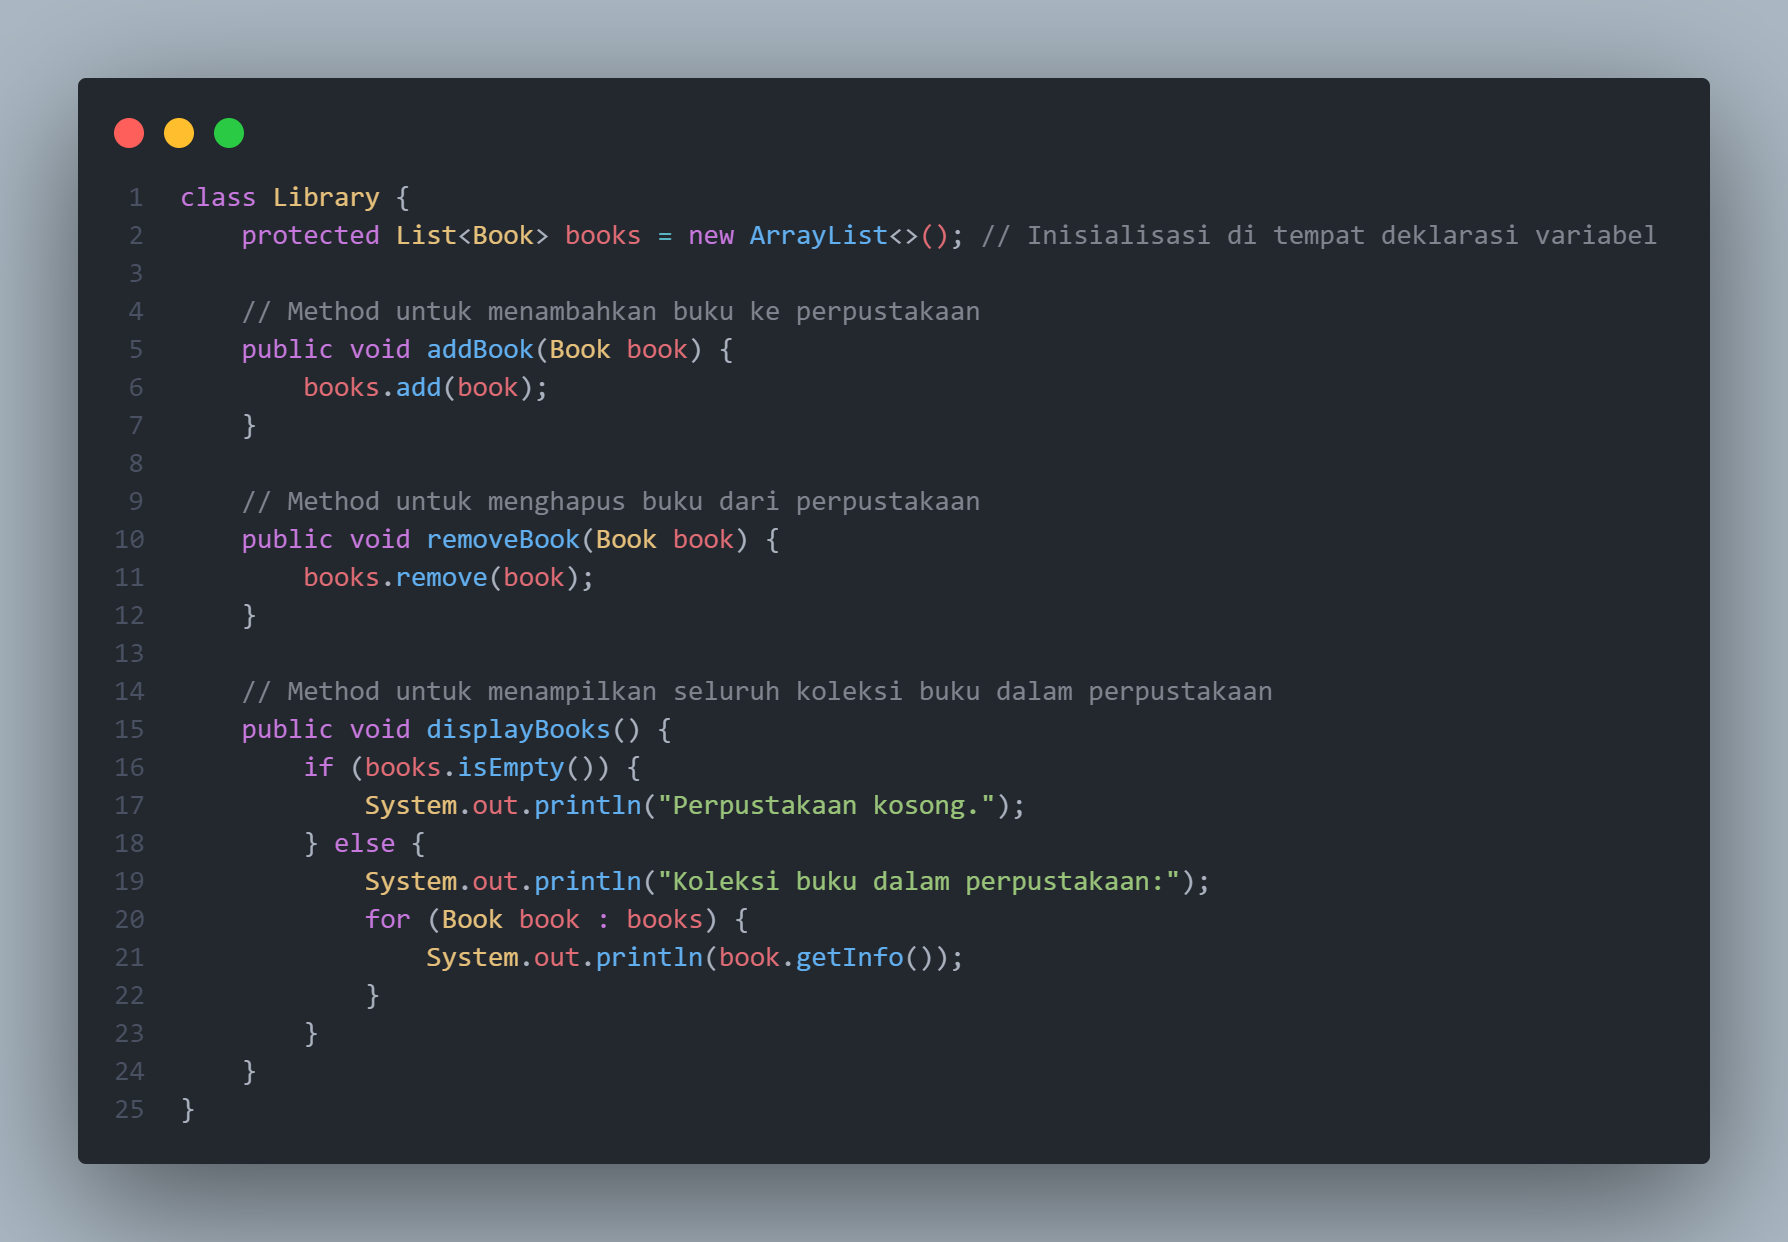 1 class Library {
2     protected List<Book> books = new ArrayList<>(); // Inisialisasi di tempat deklarasi variabel
3
4     // Method untuk menambahkan buku ke perpustakaan
5     public void addBook(Book book) {
6         books.add(book);
7     }
8
9     // Method untuk menghapus buku dari perpustakaan
10     public void removeBook(Book book) {
11         books.remove(book);
12     }
13
14     // Method untuk menampilkan seluruh koleksi buku dalam perpustakaan
15     public void displayBooks() {
16         if (books.isEmpty()) {
17             System.out.println("Perpustakaan kosong.");
18         } else {
19             System.out.println("Koleksi buku dalam perpustakaan:");
20             for (Book book : books) {
21                 System.out.println(book.getInfo());
22             }
23         }
24     }
25 }